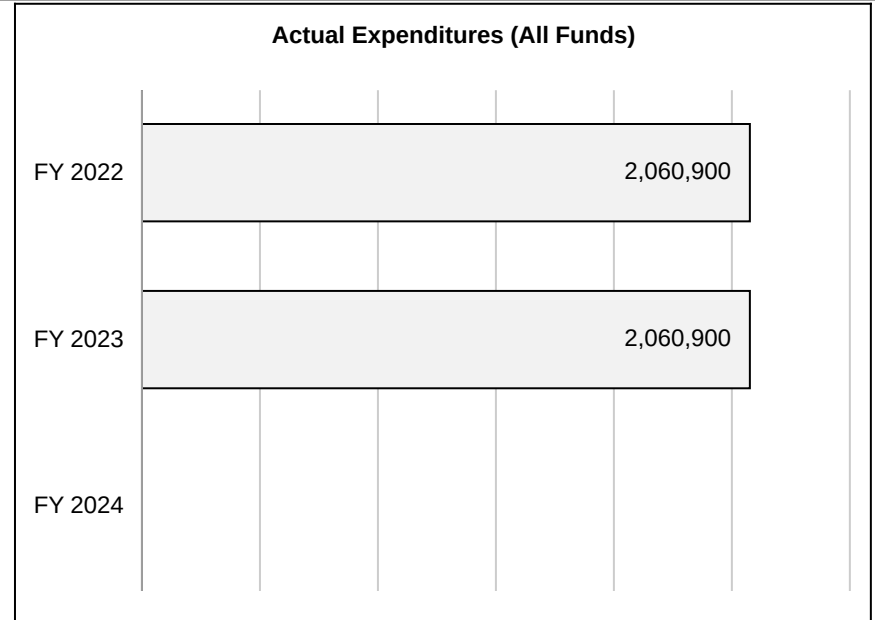 Actual Expenditures (All Funds)
FY 2022
2,060,900
FY 2023
2,060,900
FY 2024